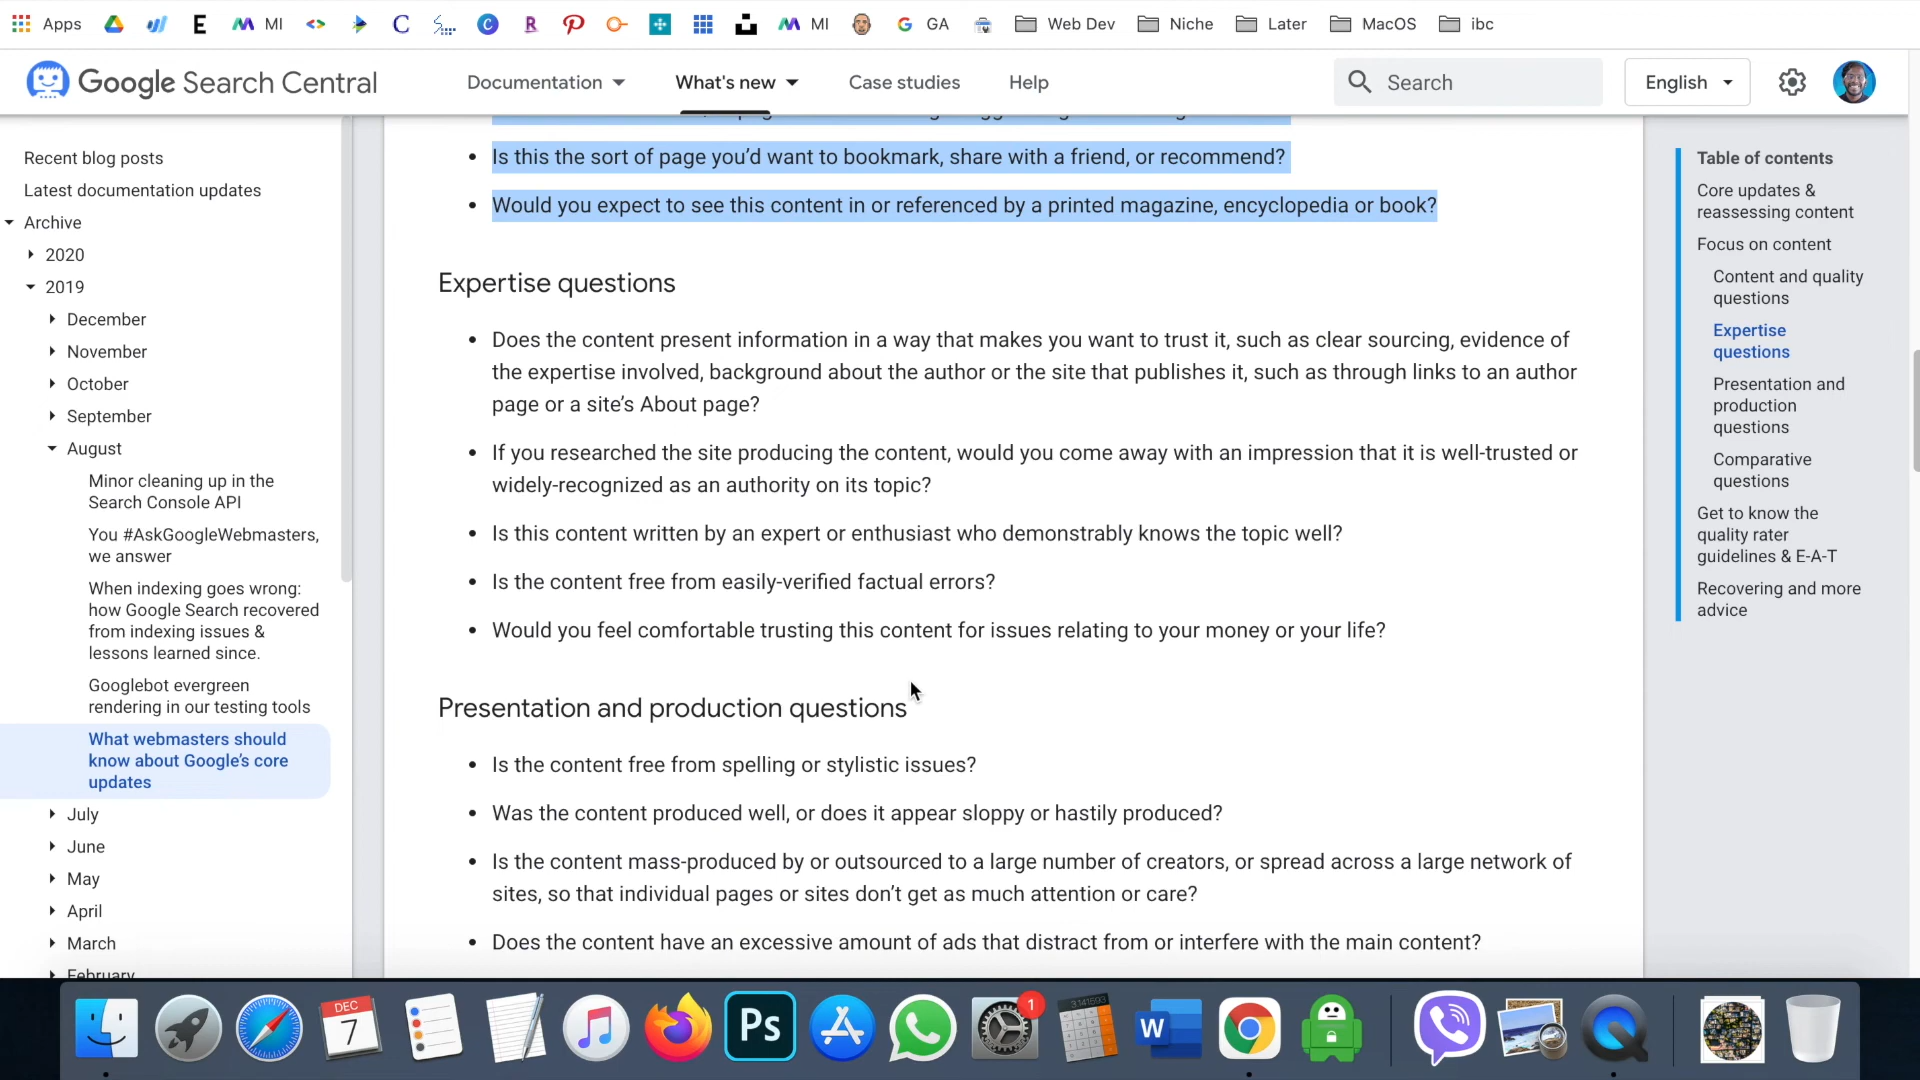 Apps
MI
MI
GA
Web Dev
Niche
Later
MacOS
ibc
Google Search Central
Documentation
What's new
Case studies
Help
Search
English
Recent blog posts
Latest documentation updates
Archive
2020
2019
December
November
October
September
August
Minor cleaning up in the
Search Console API
You #AskGoogleWebmasters,
we answer
When indexing goes wrong:
how Google Search recovered
from indexing issues &
lessons learned since.
Googlebot evergreen
rendering in our testing tools
What webmasters should
know about Google’s core
updates
July
June
May
April
March
February
Is this the sort of page you’d want to bookmark, share with a friend, or recommend?
Would you expect to see this content in or referenced by a printed magazine, encyclopedia or book?
Expertise questions
Does the content present information in a way that makes you want to trust it, such as clear sourcing, evidence of
the expertise involved, background about the author or the site that publishes it, such as through links to an author
page or a site’s About page?
If you researched the site producing the content, would you come away with an impression that it is well-trusted or
widely-recognized as an authority on its topic?
Is this content written by an expert or enthusiast who demonstrably knows the topic well?
Is the content free from easily-verified factual errors?
Would you feel comfortable trusting this content for issues relating to your money or your life?
Presentation and production questions
Is the content free from spelling or stylistic issues?
Was the content produced well, or does it appear sloppy or hastily produced?
Is the content mass-produced by or outsourced to a large number of creators, or spread across a large network of
sites, so that individual pages or sites don’t get as much attention or care?
Does the content have an excessive amount of ads that distract from or interfere with the main content?
Table of contents
Core updates &
reassessing content
Focus on content
Content and quality
questions
Expertise
questions
Presentation and
production
questions
Comparative
questions
Get to know the
quality rater
guidelines & E-A-T
Recovering and more
advice
DEC
7
Ps
1
3.141593
W